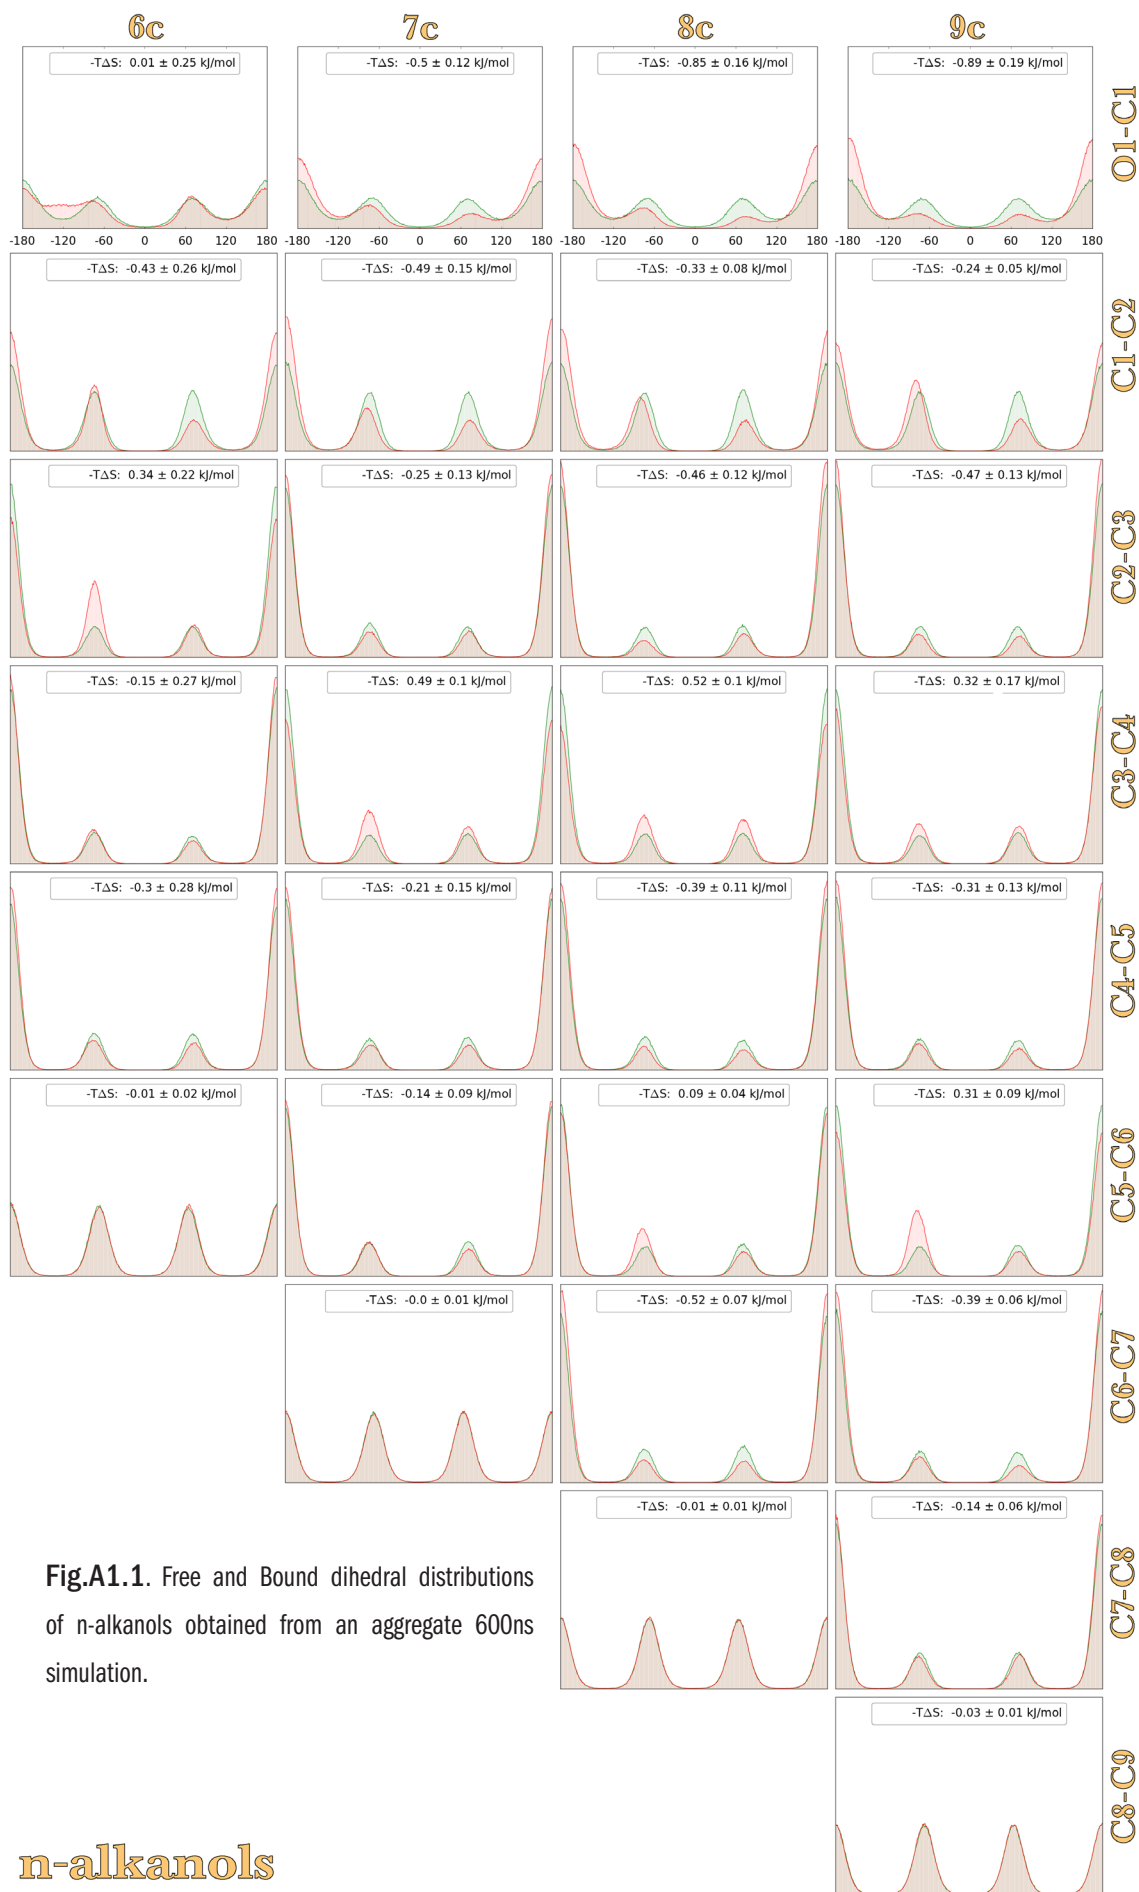 6c 7c 8c 9c
-TΔS: 0.01 ± 0.25 kJ/mol -TΔS: -0.5 ± 0.12 kJ/mol -TΔS: -0.85 ± 0.16 kJ/mol -TΔS: -0.89 ± 0.19 kJ/mol
O1-C1
-180 -120 -60 0 60 120 180 -180 -120 -60 0 60 120 180 -180 -120 -60 0 60 120 180 -180 -120 -60 0 60 120 180
-TΔS: -0.43 ± 0.26 kJ/mol -TΔS: -0.49 ± 0.15 kJ/mol -TΔS: -0.33 ± 0.08 kJ/mol -TΔS: -0.24 ± 0.05 kJ/mol
C1-C2
-TΔS: 0.34 ± 0.22 kJ/mol -TΔS: -0.25 ± 0.13 kJ/mol -TΔS: -0.46 ± 0.12 kJ/mol -TΔS: -0.47 ± 0.13 kJ/mol
C2-C3
-TΔS: -0.15 ± 0.27 kJ/mol -TΔS: 0.49 ± 0.1 kJ/mol -TΔS: 0.52 ± 0.1 kJ/mol -TΔS: 0.32 ± 0.17 kJ/mol
C3-C4
-TΔS: -0.3 ± 0.28 kJ/mol -TΔS: -0.21 ± 0.15 kJ/mol -TΔS: -0.39 ± 0.11 kJ/mol -TΔS: -0.31 ± 0.13 kJ/mol
C4-C5
-TΔS: -0.01 ± 0.02 kJ/mol -TΔS: -0.14 ± 0.09 kJ/mol -TΔS: 0.09 ± 0.04 kJ/mol -TΔS: 0.31 ± 0.09 kJ/mol
C5-C6
-TΔS: -0.0 ± 0.01 kJ/mol -TΔS: -0.52 ± 0.07 kJ/mol -TΔS: -0.39 ± 0.06 kJ/mol
C6-C7
-TΔS: -0.01 ± 0.01 kJ/mol -TΔS: -0.14 ± 0.06 kJ/mol
C7-C8
Fig.A1.1. Free and Bound dihedral distributions
of n-alkanols obtained from an aggregate 600ns
simulation.
-TΔS: -0.03 ± 0.01 kJ/mol
C8-C9
n-alkanols